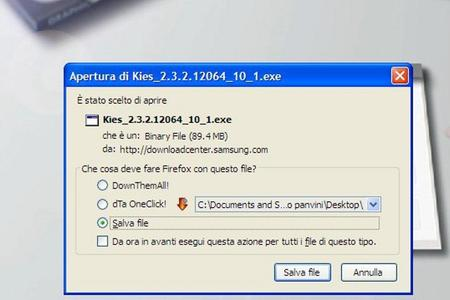 Apertura di Kies_2.3.2.12064_10_1.exe
È stato scelto di aprire
Kies_2.3.2.12064_10_1.exe
che è un: Binary File (89.4 MB)
da: http://downloadcenter.samsung.com
Che cosa deve fare Firefox con questo file?
DownThemAll!
dTa OneClick! C:\Documents and S...o panvini\Desktop\
Salva file
Da ora in avanti esegui questa azione per tutti i file di questo tipo.
Salva file Annulla